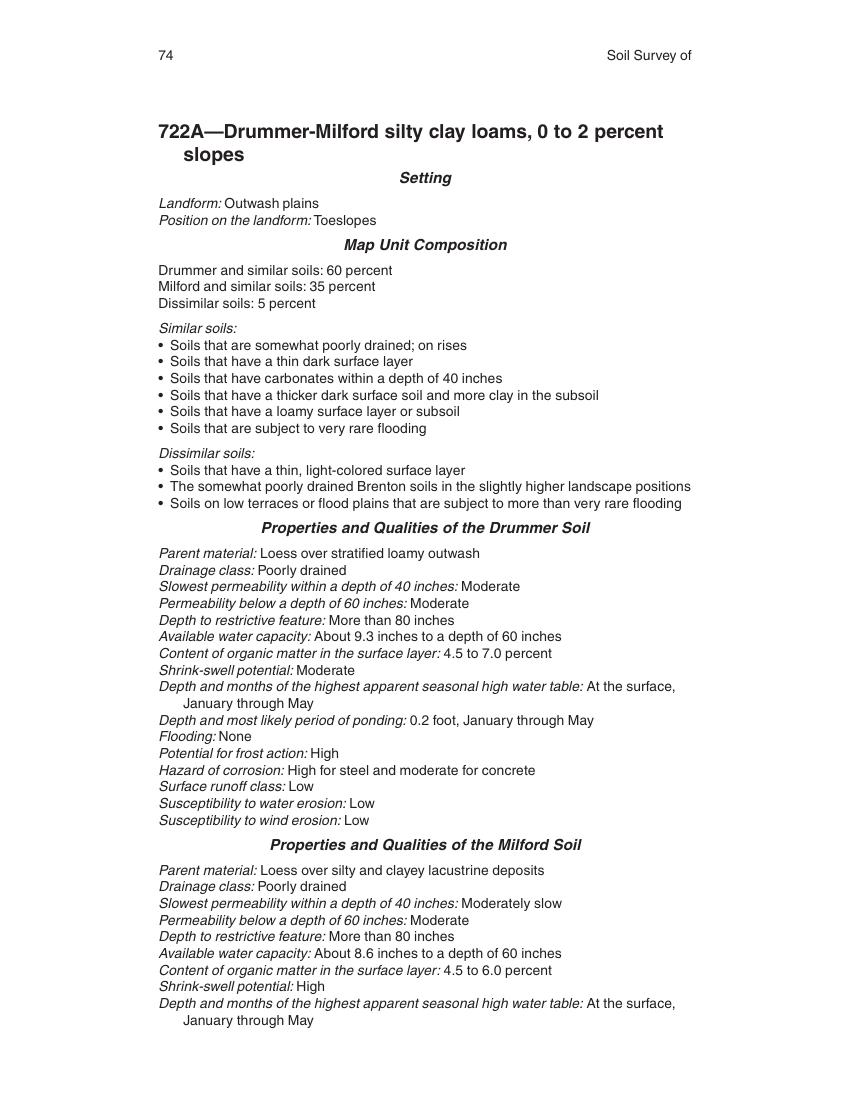 74
Soil Survey of
722A—Drummer-Milford silty clay loams, 0 to 2 percent
slopes
Setting
Landform: Outwash plains
Position on the landform: Toeslopes
Map Unit Composition
Drummer and similar soils: 60 percent
Milford and similar soils: 35 percent
Dissimilar soils: 5 percent
Similar soils:
• Soils that are somewhat poorly drained; on rises
• Soils that have a thin dark surface layer
• Soils that have carbonates within a depth of 40 inches
• Soils that have a thicker dark surface soil and more clay in the subsoil
• Soils that have a loamy surface layer or subsoil
• Soils that are subject to very rare flooding
Dissimilar soils:
• Soils that have a thin, light-colored surface layer
• The somewhat poorly drained Brenton soils in the slightly higher landscape positions
• Soils on low terraces or flood plains that are subject to more than very rare flooding
Properties and Qualities of the Drummer Soil
Parent material: Loess over stratified loamy outwash
Drainage class: Poorly drained
Slowest permeability within a depth of 40 inches: Moderate
Permeability below a depth of 60 inches: Moderate
Depth to restrictive feature: More than 80 inches
Available water capacity: About 9.3 inches to a depth of 60 inches
Content of organic matter in the surface layer: 4.5 to 7.0 percent
Shrink-swell potential: Moderate
Depth and months of the highest apparent seasonal high water table: At the surface,
January through May
Depth and most likely period of ponding: 0.2 foot, January through May
Flooding: None
Potential for frost action: High
Hazard of corrosion: High for steel and moderate for concrete
Surface runoff class: Low
Susceptibility to water erosion: Low
Susceptibility to wind erosion: Low
Properties and Qualities of the Milford Soil
Parent material: Loess over silty and clayey lacustrine deposits
Drainage class: Poorly drained
Slowest permeability within a depth of 40 inches: Moderately slow
Permeability below a depth of 60 inches: Moderate
Depth to restrictive feature: More than 80 inches
Available water capacity: About 8.6 inches to a depth of 60 inches
Content of organic matter in the surface layer: 4.5 to 6.0 percent
Shrink-swell potential: High
Depth and months of the highest apparent seasonal high water table: At the surface,
January through May